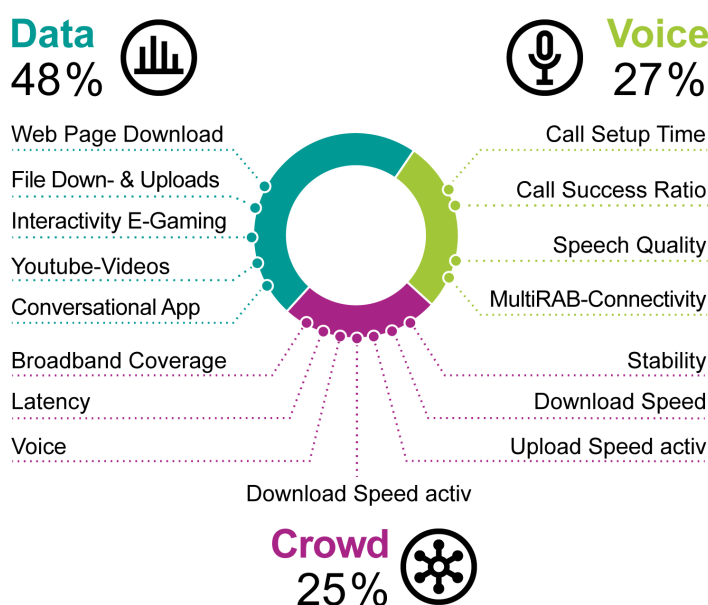 Data
48%
Voice
27%
Web Page Download
File Down- & Uploads
Interactivity E-Gaming
Youtube-Videos
Conversational App
Call Setup Time
Call Success Ratio
Speech Quality
MultiRAB-Connectivity
Broadband Coverage
Latency
Voice
Stability
Download Speed
Upload Speed activ
Download Speed activ
Crowd
25%